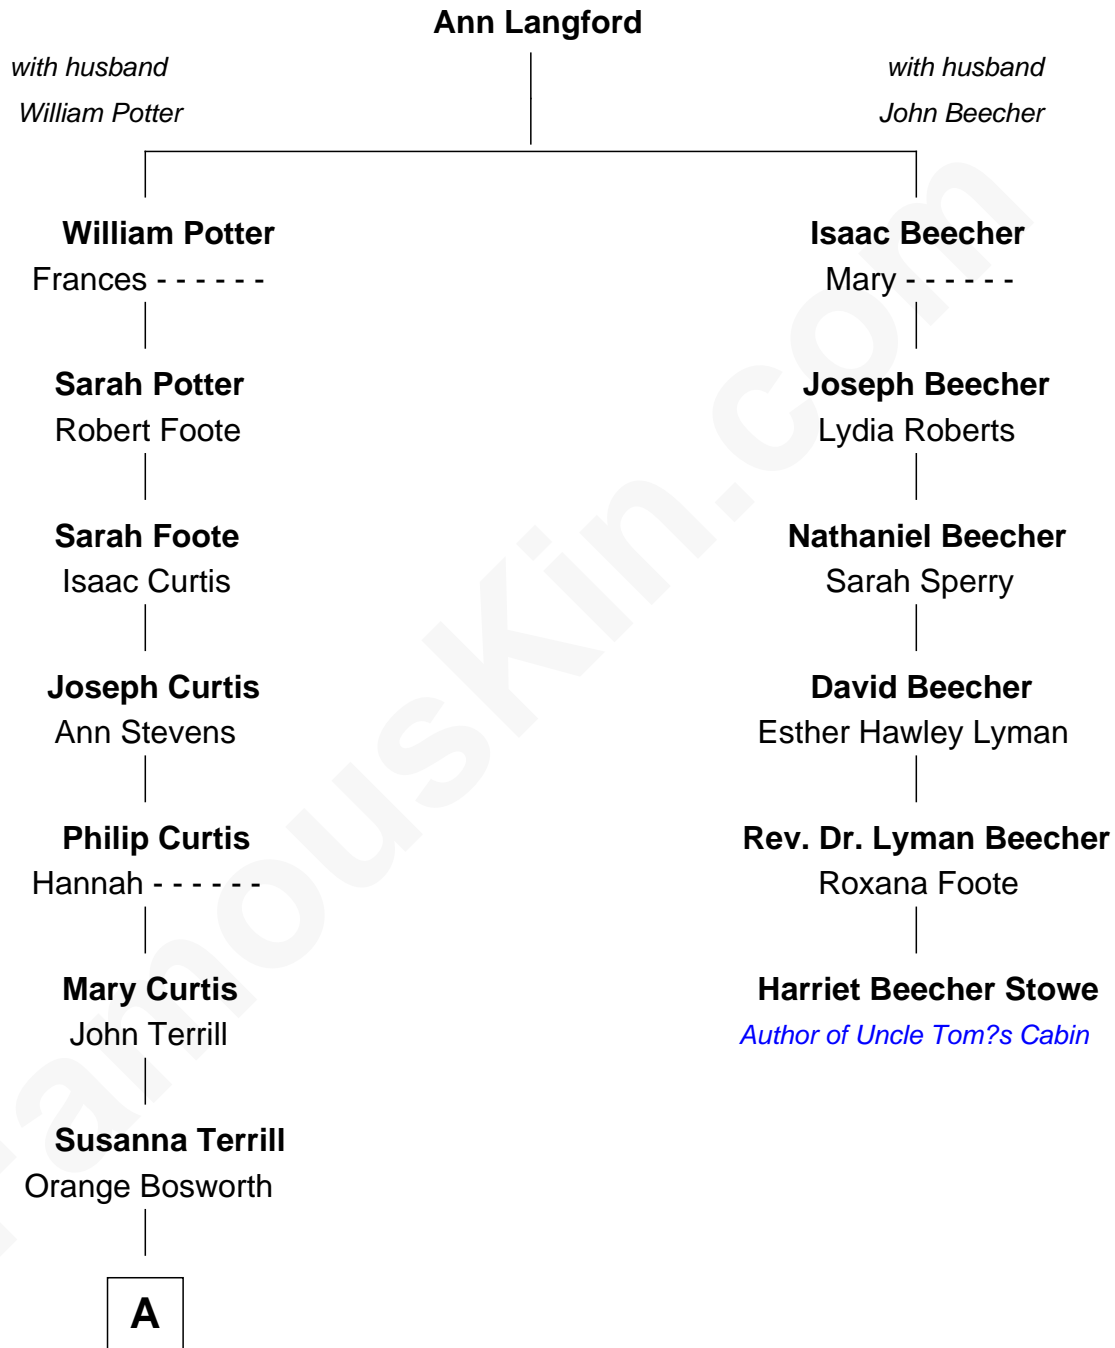 Ann Langford
with husband
William Potter
with husband
John Beecher
William Potter
Frances - - - - - -
Isaac Beecher
Mary - - - - - -
Sarah Potter
Robert Foote
Joseph Beecher
Lydia Roberts
Sarah Foote
Isaac Curtis
Nathaniel Beecher
Sarah Sperry
Joseph Curtis
Ann Stevens
David Beecher
Esther Hawley Lyman
Philip Curtis
Hannah - - - - - -
Rev. Dr. Lyman Beecher
Roxana Foote
Mary Curtis
John Terrill
Harriet Beecher Stowe
Author of Uncle Tom?s Cabin
Susanna Terrill
Orange Bosworth
A
FamousKin.com